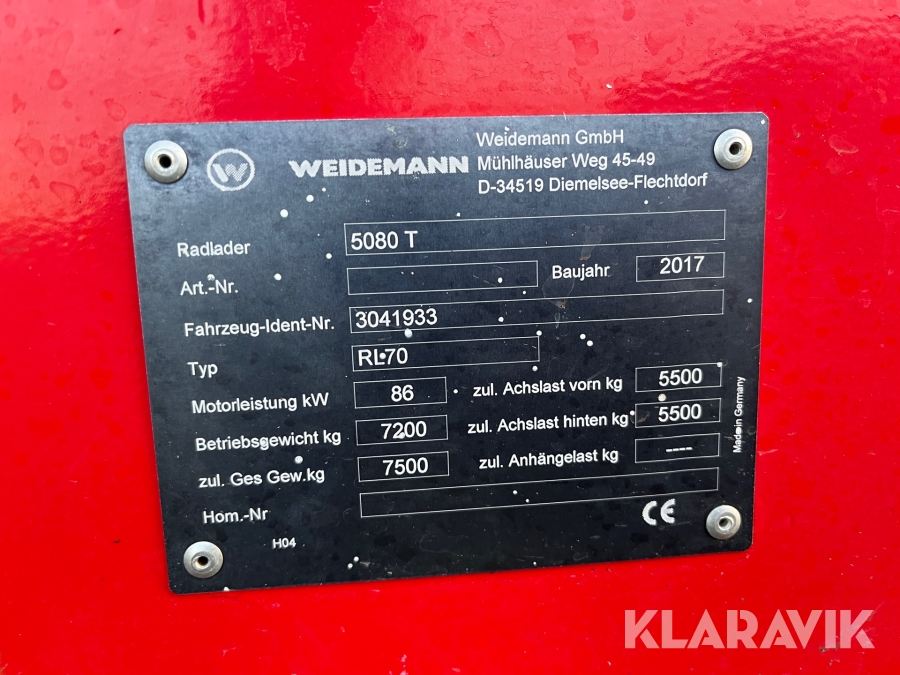 W WEIDEMANN
Weidemann GmbH
Mühlhäuser Weg 45-49
D-34519 Diemelsee-Flechtdorf
Radlader 5080 T
Art.-Nr. Baujahr 2017
Fahrzeug-Ident-Nr. 3041933
Typ RL70
Motorleistung kW 86 zul. Achslast vorn kg 5500
Betriebsgewicht kg 7200 zul. Achslast hinten kg 5500
zul. Ges Gew.kg 7500 zul. Anhängelast kg ----
Hom.-Nr
H04
CE
Made in Germany
KLARAVIK